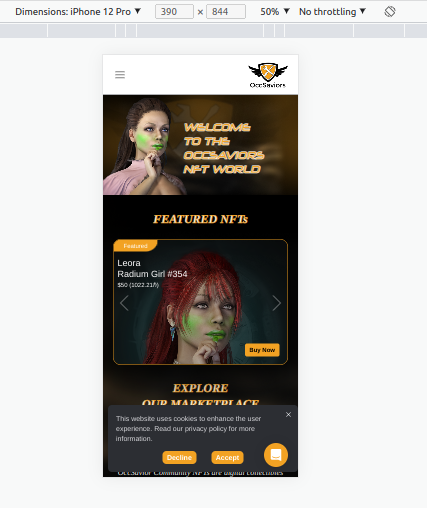 Dimensions: iPhone 12 Pro ▼ 390 × 844 50% ▼ No throttling ▼
OccSaviors
WELCOME
TO THE
OCCSAVIORS
NFT WORLD
FEATURED NFTs
Featured
Leora
Radium Girl #354
$50 (1022.21/ħ)
Buy Now
EXPLORE
OUR MARKETPLACE
This website uses cookies to enhance the user
experience. Read our privacy policy for more
information.
Decline Accept
OccSavior Community NFTs are digital collectibles